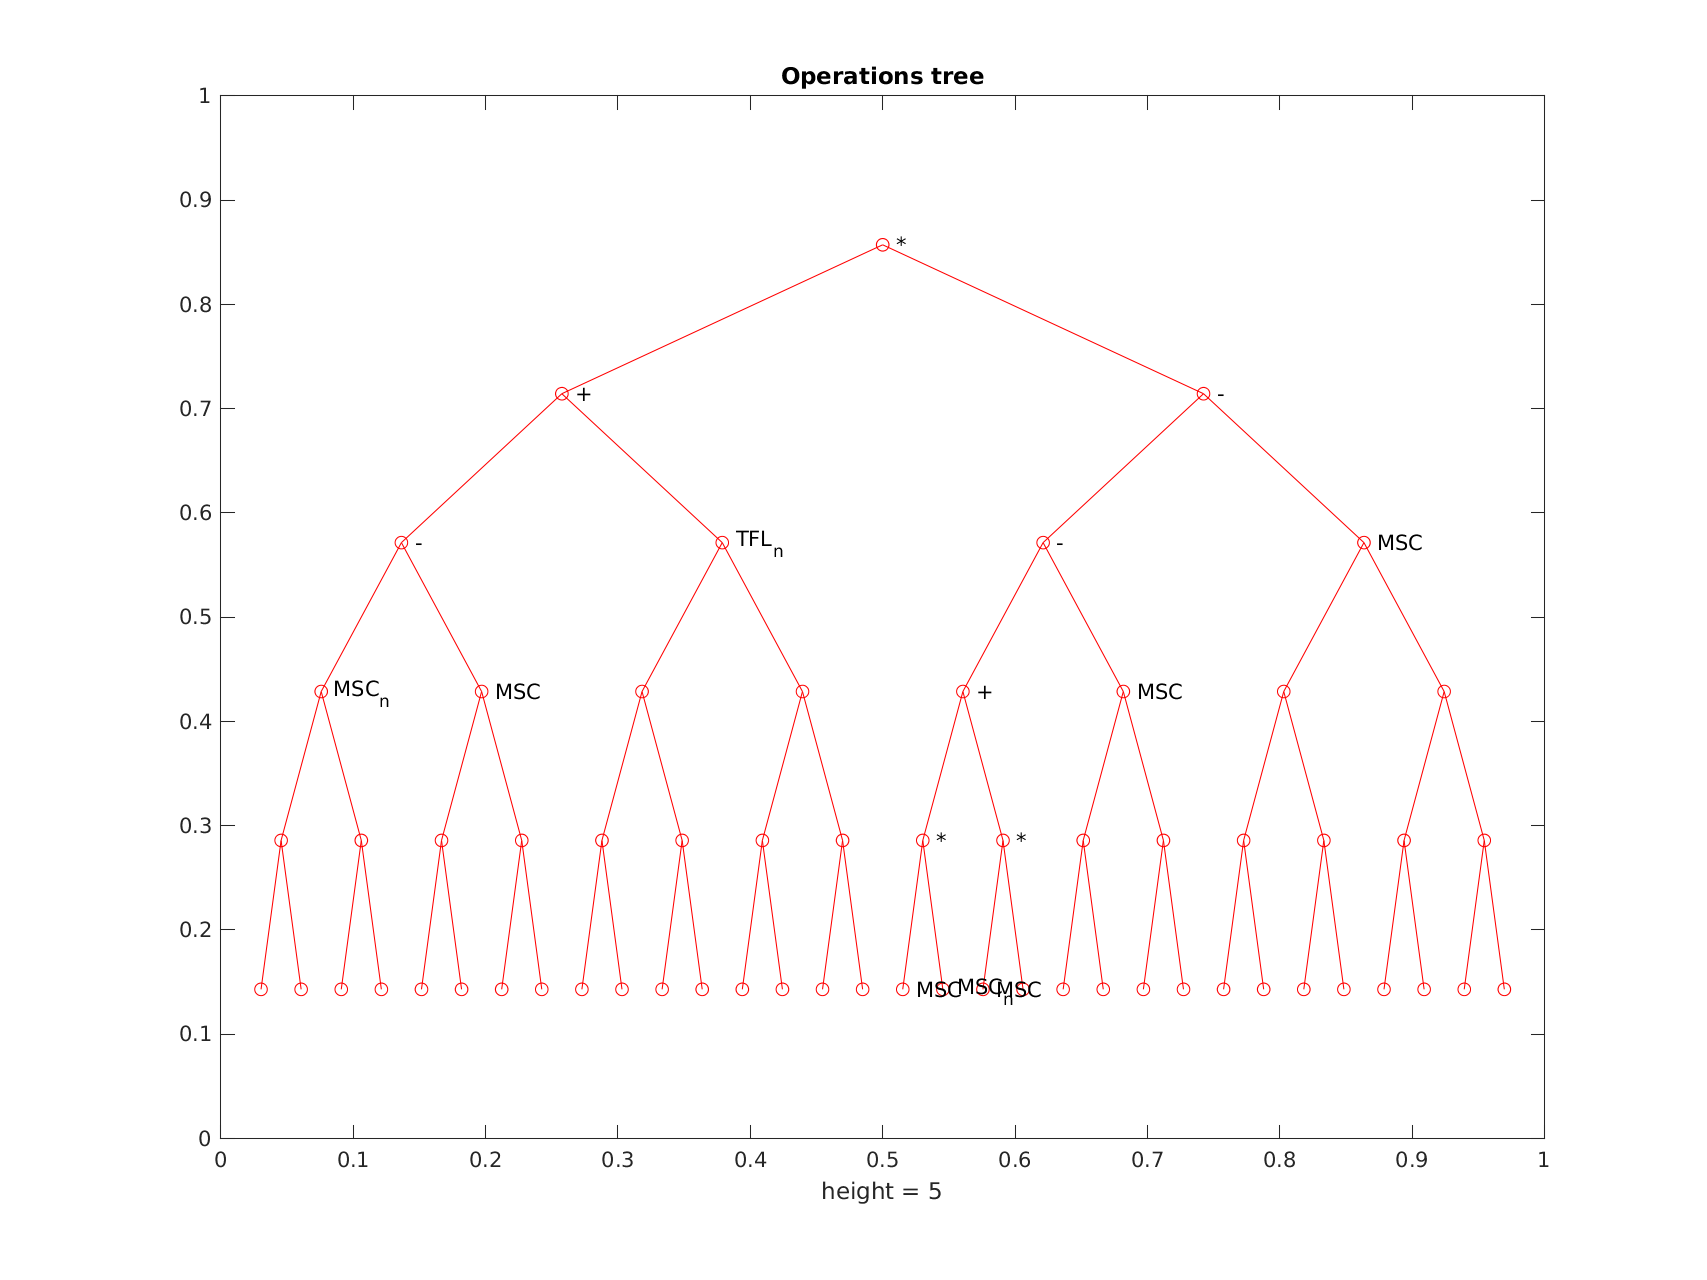 Operations tree
1
0.9
*
0.8
+ -
0.7
0.6
- TFLn - MSC
0.5
MSCn MSC + MSC
0.4
0.3
* *
0.2
MSC MSCn MSC
0.1
0
0 0.1 0.2 0.3 0.4 0.5 0.6 0.7 0.8 0.9 1
height = 5